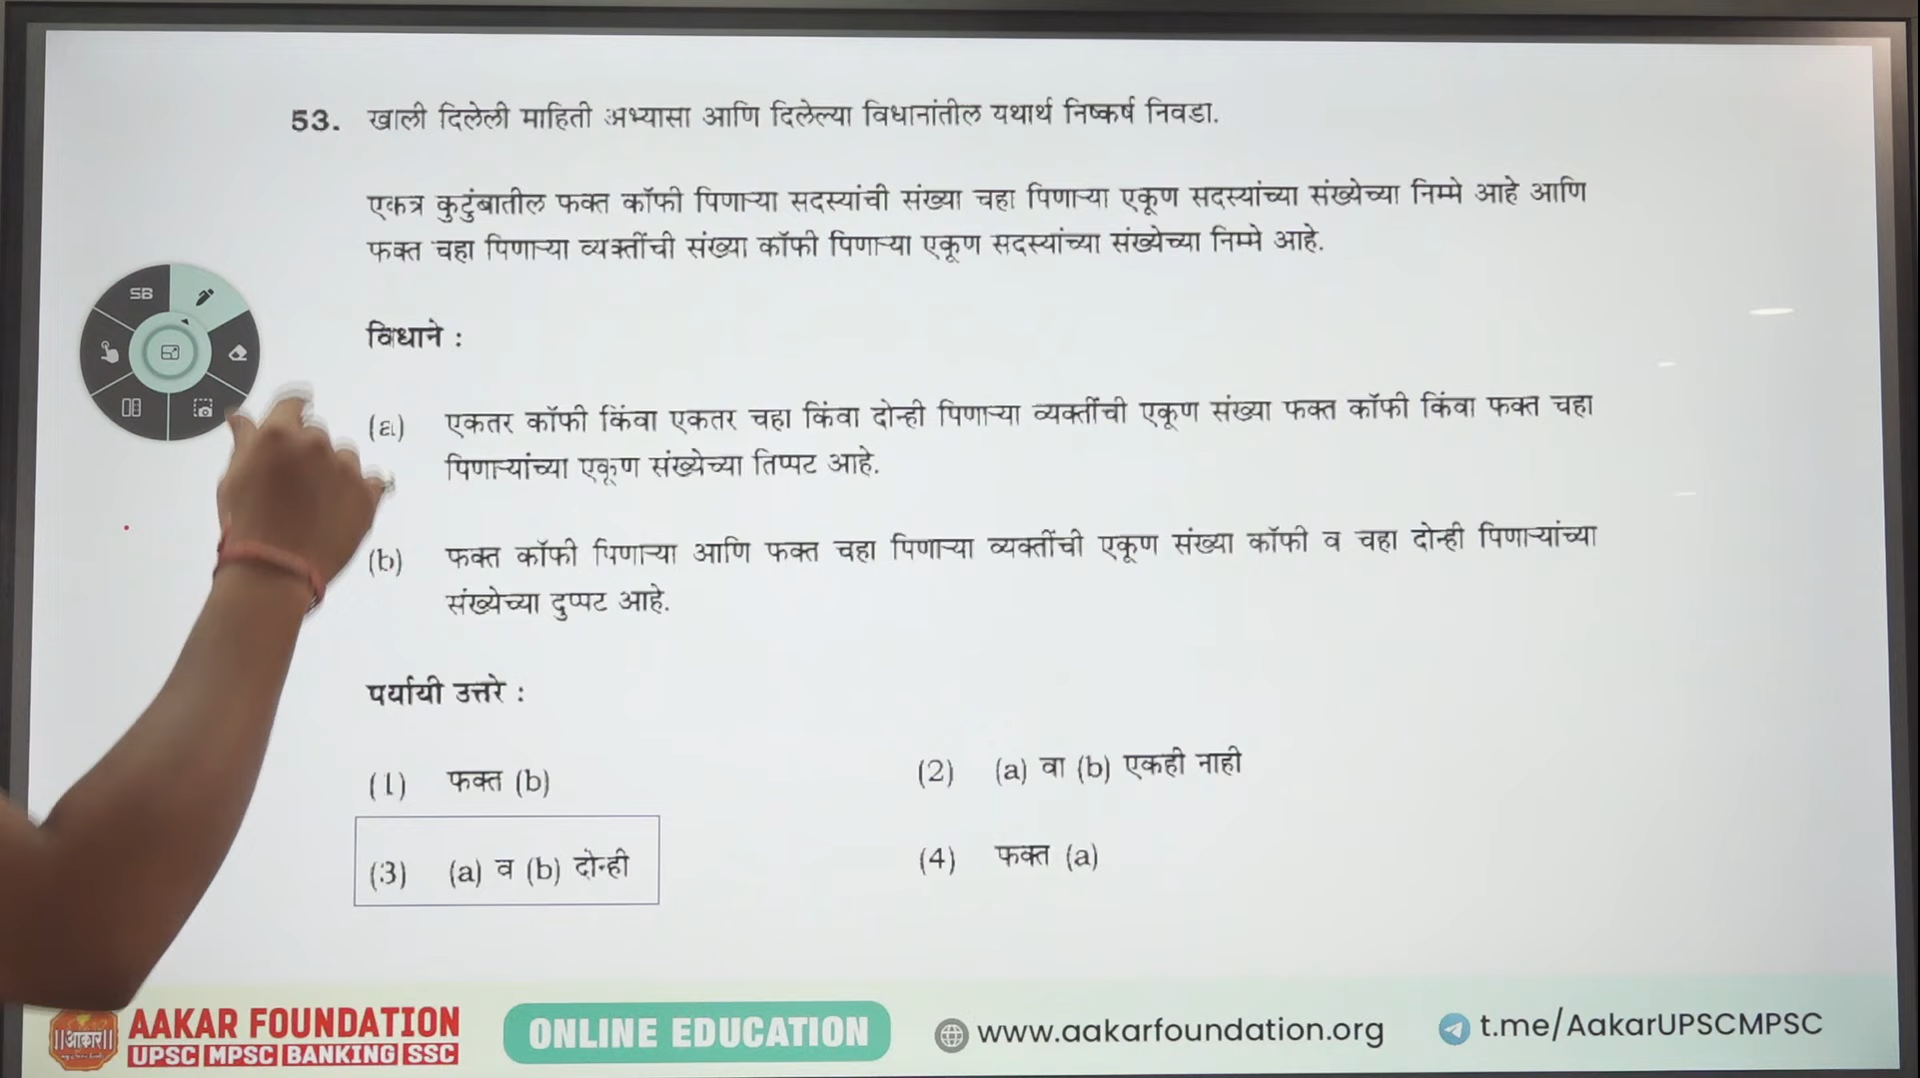 53. खाली दिलेली माहिती अभ्यासा आणि दिलेल्या विधानांतील यथार्थ निष्कर्ष निवडा.
एकत्र कुटुंबातील फक्त कॉफी पिणाऱ्या सदस्यांची संख्या चहा पिणाऱ्या एकूण सदस्यांच्या संख्येच्या निम्मे आहे आणि
फक्त चहा पिणाऱ्या व्यक्तींची संख्या कॉफी पिणाऱ्या एकूण सदस्यांच्या संख्येच्या निम्मे आहे.
SB
विधाने :
(a) एकतर कॉफी किंवा एकतर चहा किंवा दोन्ही पिणाऱ्या व्यक्तींची एकूण संख्या फक्त कॉफी किंवा फक्त चहा
पिणाऱ्यांच्या एकूण संख्येच्या तिप्पट आहे.
(b) फक्त कॉफी पिणाऱ्या आणि फक्त चहा पिणाऱ्या व्यक्तींची एकूण संख्या कॉफी व चहा दोन्ही पिणाऱ्यांच्या
संख्येच्या दुप्पट आहे.
पर्यायी उत्तरे :
(1) फक्त (b) (2) (a) वा (b) एकही नाही
(3) (a) व (b) दोन्ही (4) फक्त (a)
||आकार|| AAKAR FOUNDATION
UPSC MPSC BANKING SSC
ONLINE EDUCATION
www.aakarfoundation.org
t.me/AakarUPSCMPSC